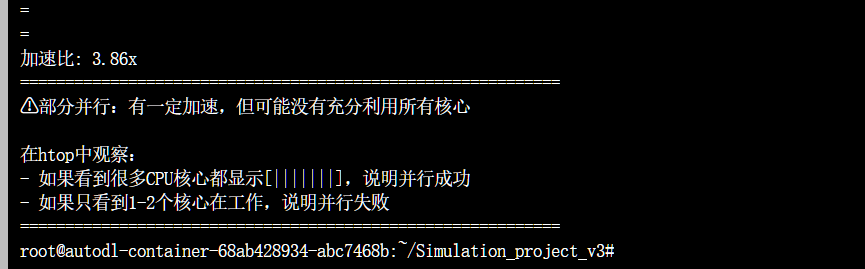 =
=
加速比: 3.86x
============================================================
⚠部分并行：有一定加速，但可能没有充分利用所有核心
在htop中观察：
- 如果看到很多CPU核心都显示[|||||||]，说明并行成功
- 如果只看到1-2个核心在工作，说明并行失败
============================================================
root@autodl-container-68ab428934-abc7468b:~/Simulation_project_v3#